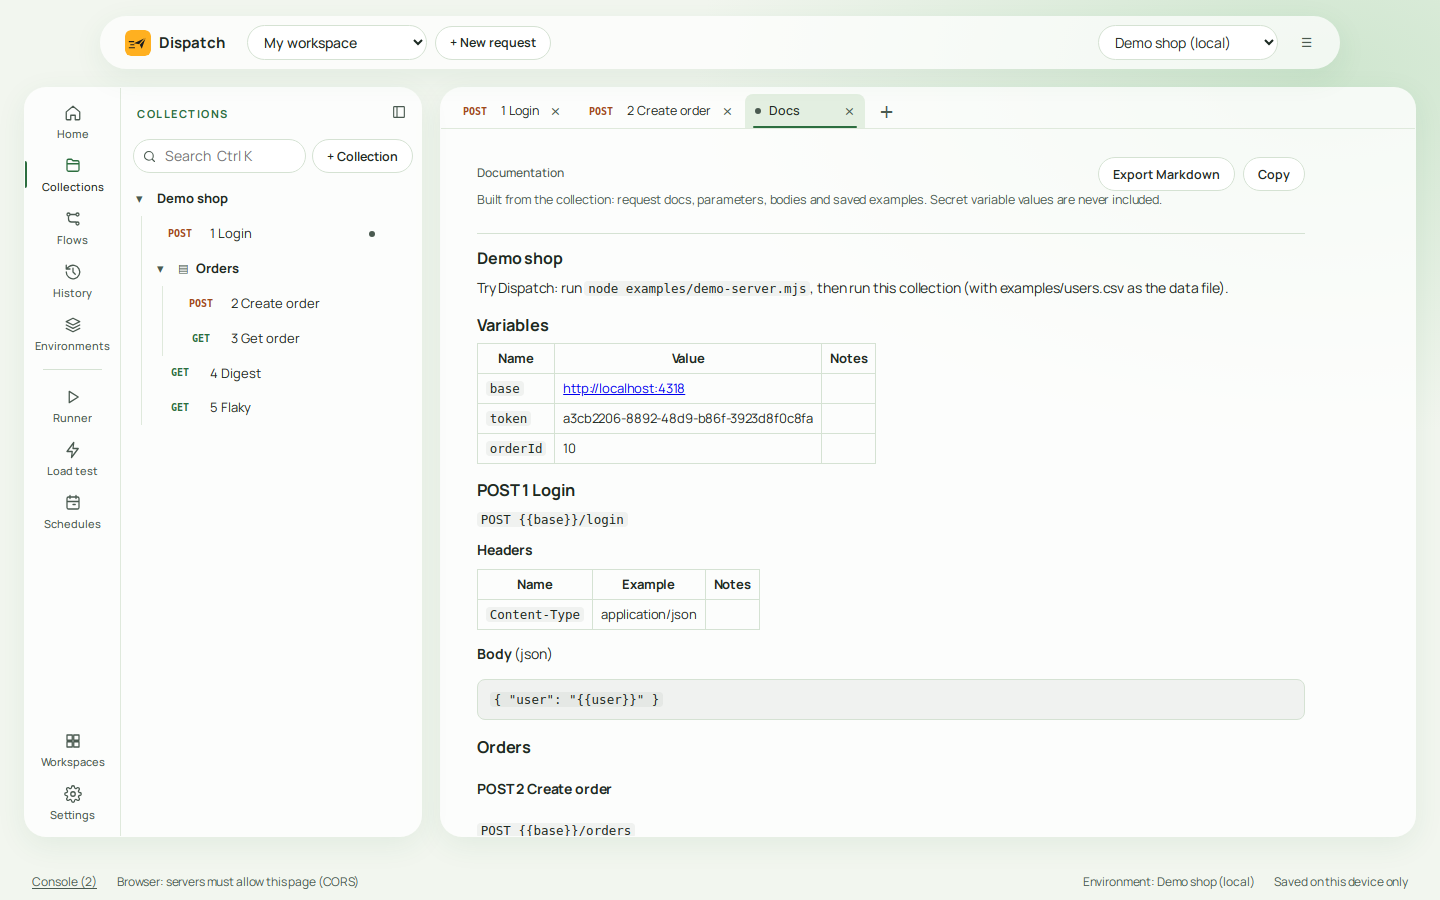 Dispatch
My workspace
+ New request
Demo shop (local)
Home
Collections
Flows
History
Environments
Runner
Load test
Schedules
Workspaces
Settings
COLLECTIONS
Search Ctrl K
+ Collection
Demo shop
POST 1 Login
Orders
POST 2 Create order
GET 3 Get order
GET 4 Digest
GET 5 Flaky
POST 1 Login
POST 2 Create order
Docs
Documentation
Export Markdown
Copy
Built from the collection: request docs, parameters, bodies and saved examples. Secret variable values are never included.
Demo shop
Try Dispatch: run node examples/demo-server.mjs, then run this collection (with examples/users.csv as the data file).
Variables
Name Value Notes
base http://localhost:4318
token a3cb2206-8892-48d9-b86f-3923d8f0c8fa
orderId 10
POST 1 Login
POST {{base}}/login
Headers
Name Example Notes
Content-Type application/json
Body (json)
{ "user": "{{user}}" }
Orders
POST 2 Create order
POST {{base}}/orders
Console (2)
Browser: servers must allow this page (CORS)
Environment: Demo shop (local)
Saved on this device only